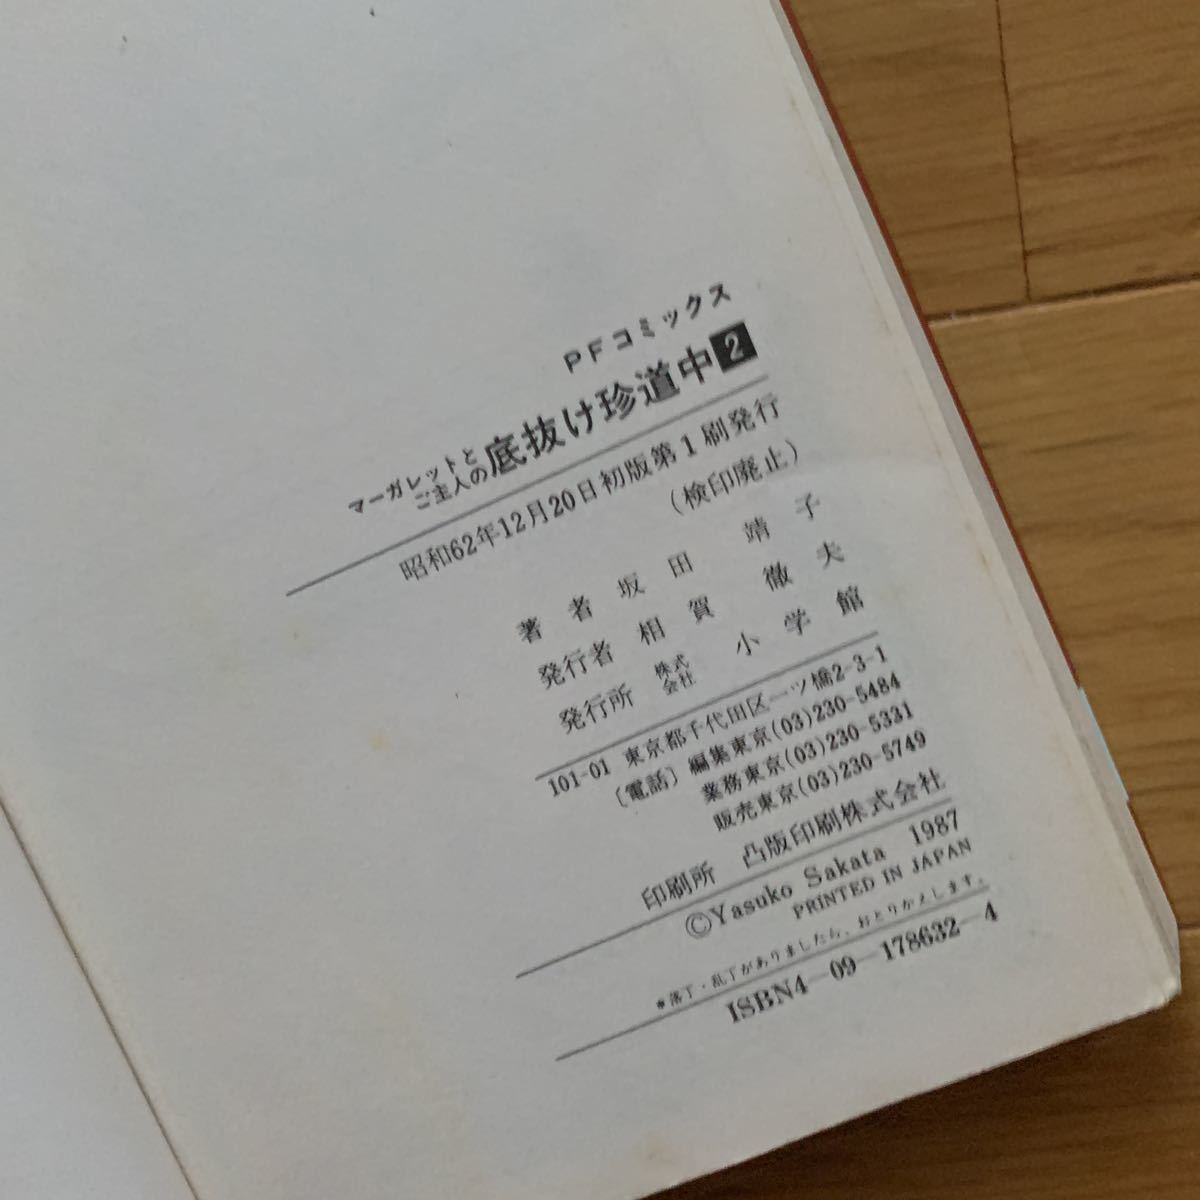 PFコミックス
マーガレットと
ご主人の底抜け珍道中2
昭和62年12月20日初版第1刷発行
(検印廃止)
著者 坂田靖子
発行者 相賀徹夫
発行所 株式会社 小学館
101-01 東京都千代田区一ツ橋2-3-1
〔電話〕編集東京(03)230-5484
業務東京(03)230-5331
販売東京(03)230-5749
印刷所 凸版印刷株式会社
©Yasuko Sakata 1987
PRINTED IN JAPAN
*落丁・乱丁がありましたら、おとりかえします。
ISBN4-09-178632-4